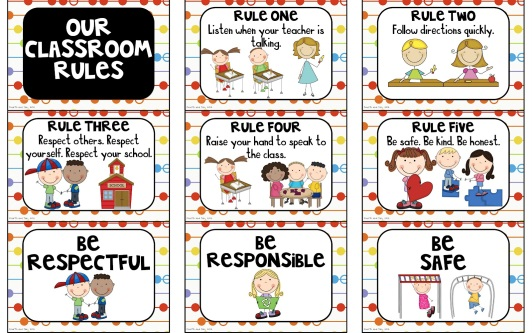 OUR
CLASSROOM
RULES
RULE ONE
Listen when your teacher is
talking.
RULE TWO
Follow directions quickly.
RULE THREE
Respect others. Respect
yourself. Respect your school.
RULE FOUR
Raise your hand to speak to
the class.
RULE FIVE
Be safe. Be kind. Be honest.
BE
RESPECTFUL
BE
RESPONSIBLE
BE
SAFE